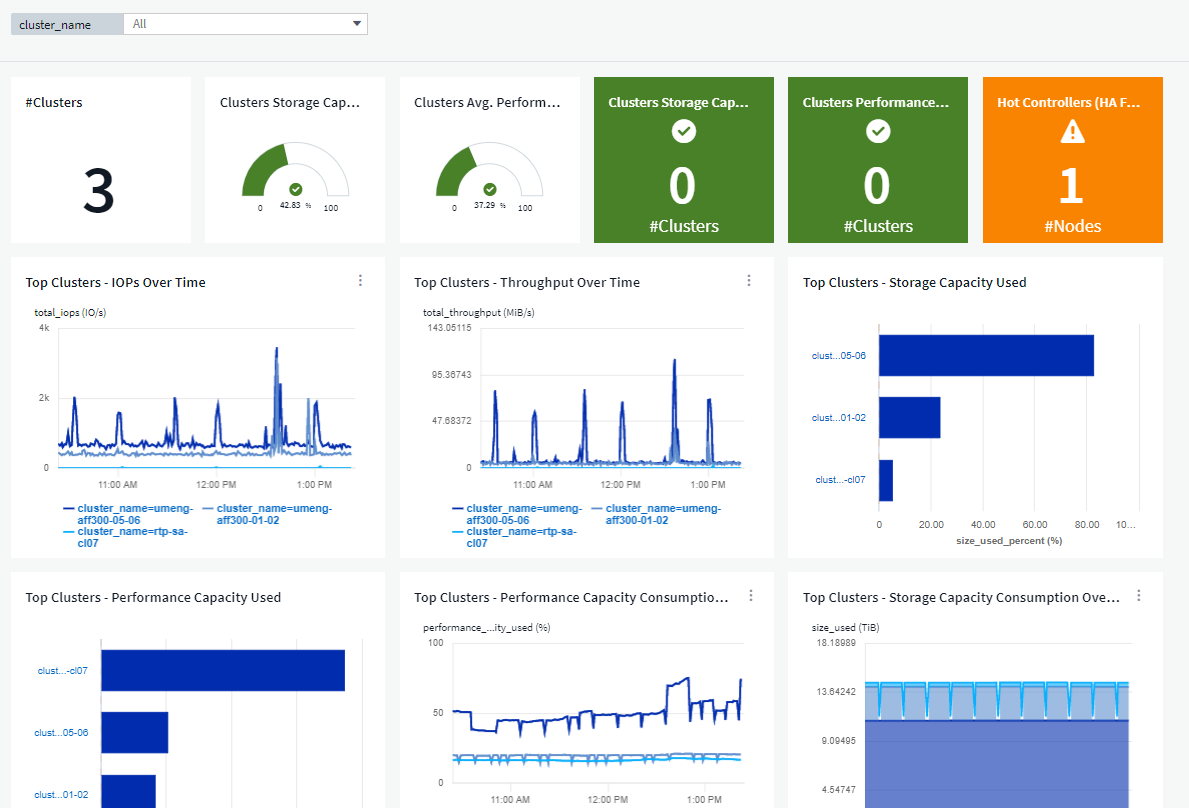 cluster_name All
#Clusters
3
Clusters Storage Cap...
0 42.83 % 100
Clusters Avg. Perform...
0 37.29 % 100
Clusters Storage Cap...
0
#Clusters
Clusters Performance...
0
#Clusters
Hot Controllers (HA F...
1
#Nodes
Top Clusters - IOPs Over Time
total_iops (IO/s)
4k
2k
0
11:00 AM 12:00 PM 1:00 PM
cluster_name=umeng-
aff300-05-06
cluster_name=umeng-
aff300-01-02
cluster_name=rtp-sa-
cl07
Top Clusters - Throughput Over Time
total_throughput (MiB/s)
143.05115
95.36743
47.68372
0
11:00 AM 12:00 PM 1:00 PM
cluster_name=umeng-
aff300-05-06
cluster_name=umeng-
aff300-01-02
cluster_name=rtp-sa-
cl07
Top Clusters - Storage Capacity Used
clust...05-06
clust...01-02
clust...-cl07
0 20.00 40.00 60.00 80.00 10...
size_used_percent (%)
Top Clusters - Performance Capacity Used
clust...-cl07
clust...05-06
clust...01-02
Top Clusters - Performance Capacity Consumptio...
performance_...ity_used (%)
100
50
0
11:00 AM 12:00 PM 1:00 PM
Top Clusters - Storage Capacity Consumption Ove...
size_used (TiB)
18.18989
13.64242
9.09495
4.54747